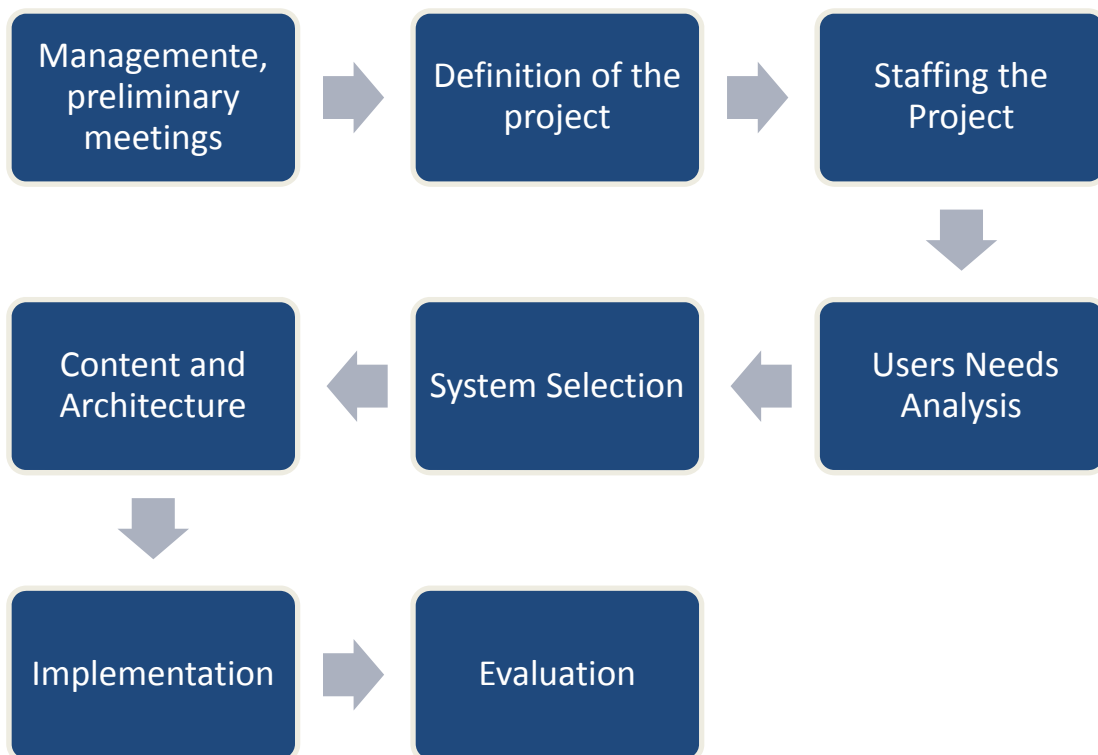 Managemente,
preliminary
meetings
Definition of the
project
Staffing the
Project
Users Needs
Analysis
System Selection
Content and
Architecture
Implementation
Evaluation